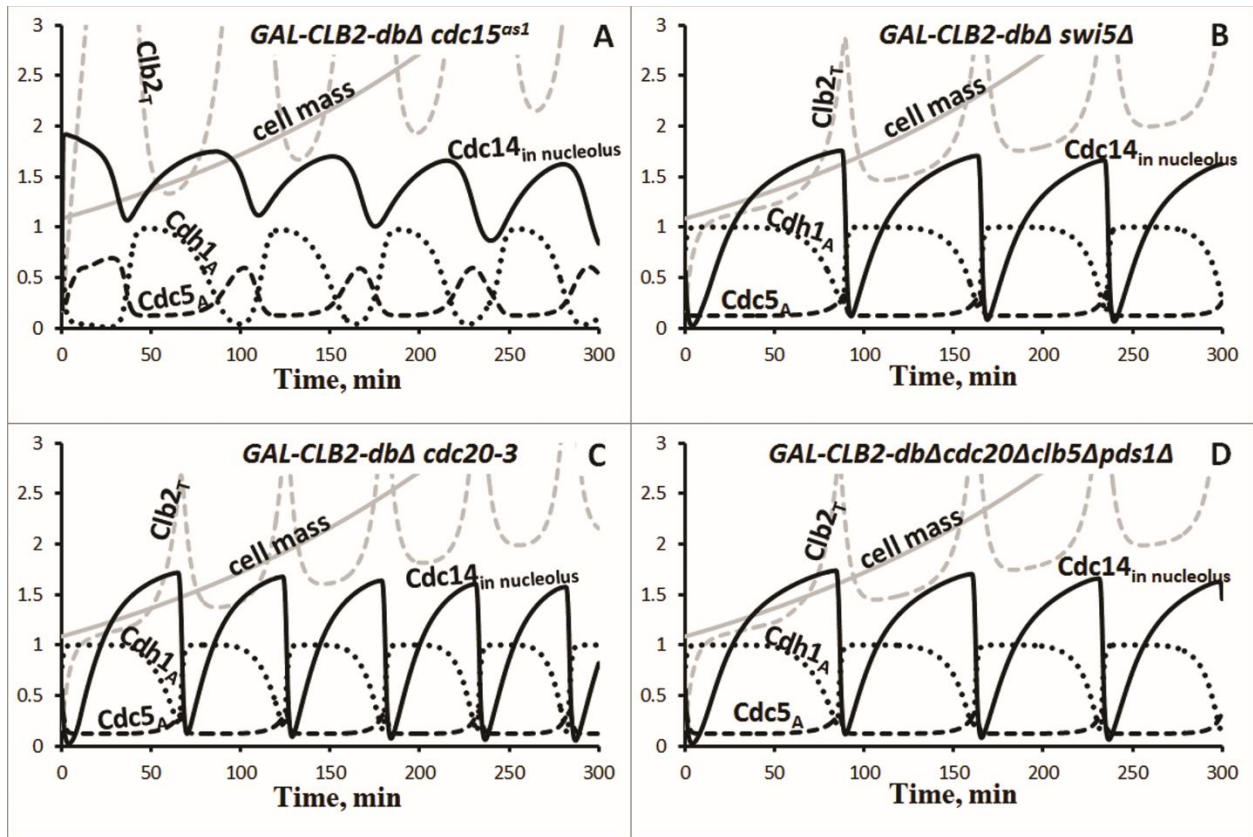 GAL-CLB2-dbΔ cdc15as1
A
3
2.5
2
1.5
1
0.5
0
Clb2T
cell mass
Cdc14in nucleolus
Cdh1A
Cdc5A
0 50 100 150 200 250 300
Time, min
GAL-CLB2-dbΔ swi5Δ
B
3
2.5
2
1.5
1
0.5
0
Clb2T
cell mass
Cdc14in nucleolus
Cdh1A
Cdc5A
0 50 100 150 200 250 300
Time, min
GAL-CLB2-dbΔ cdc20-3
C
3
2.5
2
1.5
1
0.5
0
Clb2T
cell mass
Cdc14in nucleolus
Cdh1A
Cdc5A
0 50 100 150 200 250 300
Time, min
GAL-CLB2-dbΔcdc20Δclb5Δpds1Δ
D
3
2.5
2
1.5
1
0.5
0
Clb2T
cell mass
Cdc14in nucleolus
Cdh1A
Cdc5A
0 50 100 150 200 250 300
Time, min